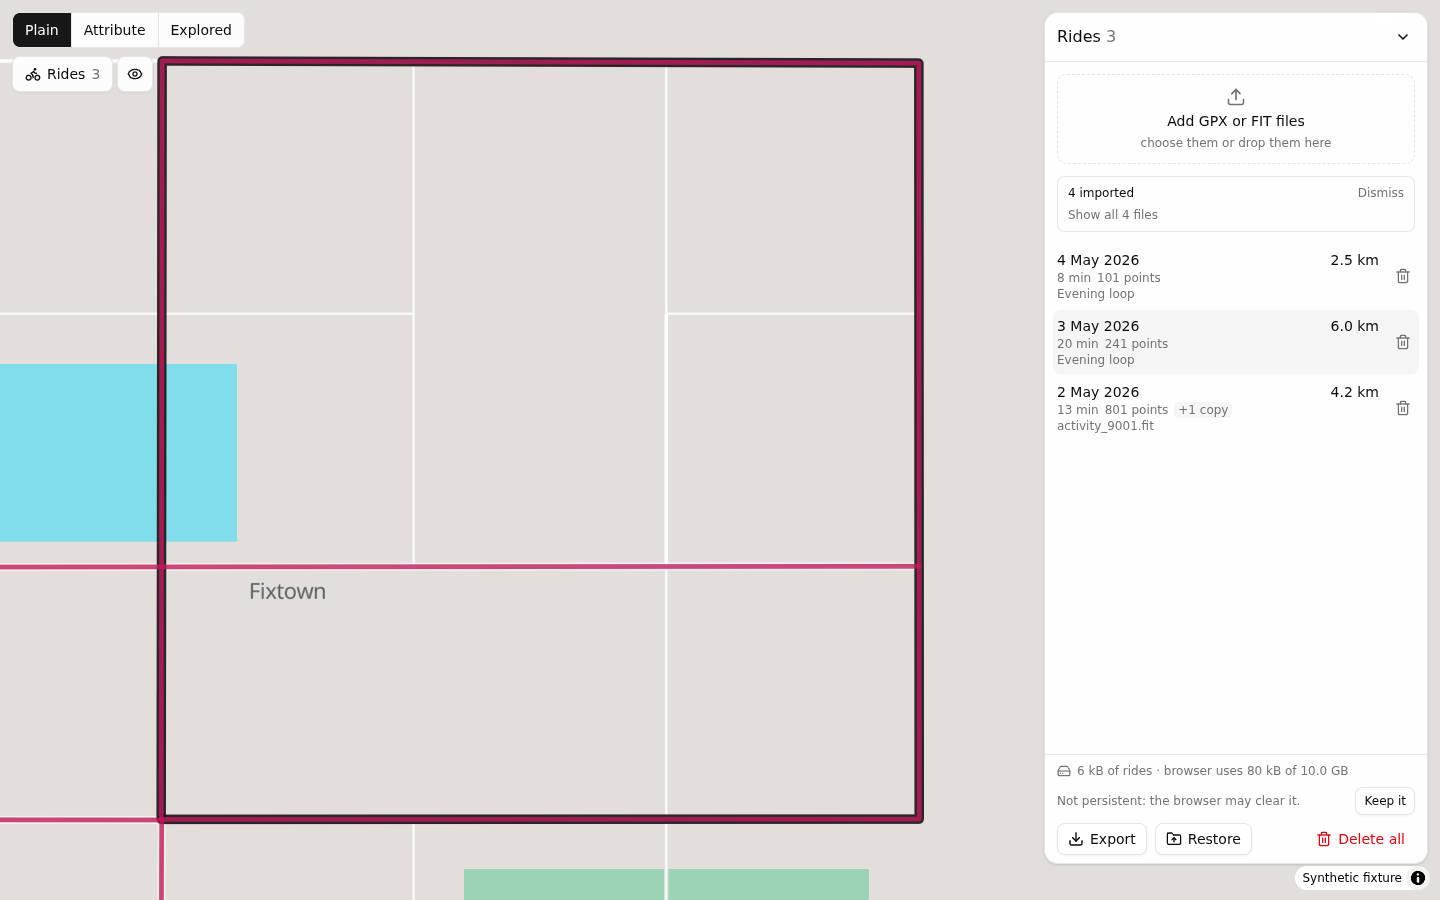 Plain
Attribute
Explored
Rides 3
Fixtown
Rides 3
Add GPX or FIT files
choose them or drop them here
4 imported
Dismiss
Show all 4 files
4 May 2026
2.5 km
8 min 101 points
Evening loop
3 May 2026
6.0 km
20 min 241 points
Evening loop
2 May 2026
4.2 km
13 min 801 points +1 copy
activity_9001.fit
6 kB of rides · browser uses 80 kB of 10.0 GB
Not persistent: the browser may clear it.
Keep it
Export
Restore
Delete all
Synthetic fixture